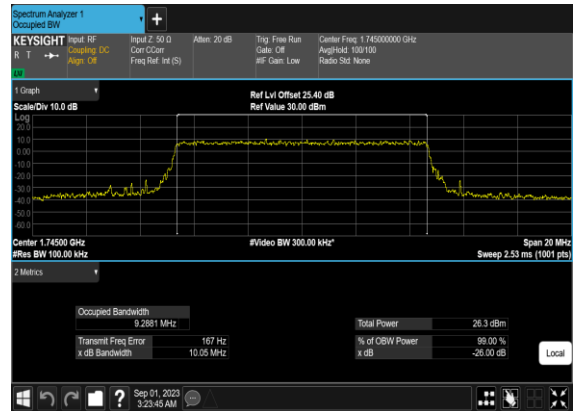 Spectrum Analyzer 1
Occupied BW
+
KEYSIGHT Input: RF Input Z: 50 Ω Atten: 20 dB Trig: Free Run Center Freq: 1.745000000 GHz
R T Coupling: DC Corr CCorr Gate: Off Avg|Hold: 100/100
Align: Off Freq Ref: Int (S) #IF Gain: Low Radio Std: None
1 Graph
Ref Lvl Offset 25.40 dB
Scale/Div 10.0 dB Ref Value 30.00 dBm
Log
20.0
10.0
0.00
-10.0
-20.0
-30.0
-40.0
-50.0
-60.0
Center 1.74500 GHz #Video BW 300.00 kHz* Span 20 MHz
#Res BW 100.00 kHz Sweep 2.53 ms (1001 pts)
2 Metrics
Occupied Bandwidth
9.2881 MHz Total Power 26.3 dBm
Transmit Freq Error 167 Hz % of OBW Power 99.00 %
x dB Bandwidth 10.05 MHz x dB -26.00 dB
Local
? Sep 01, 2023
3:23:45 AM